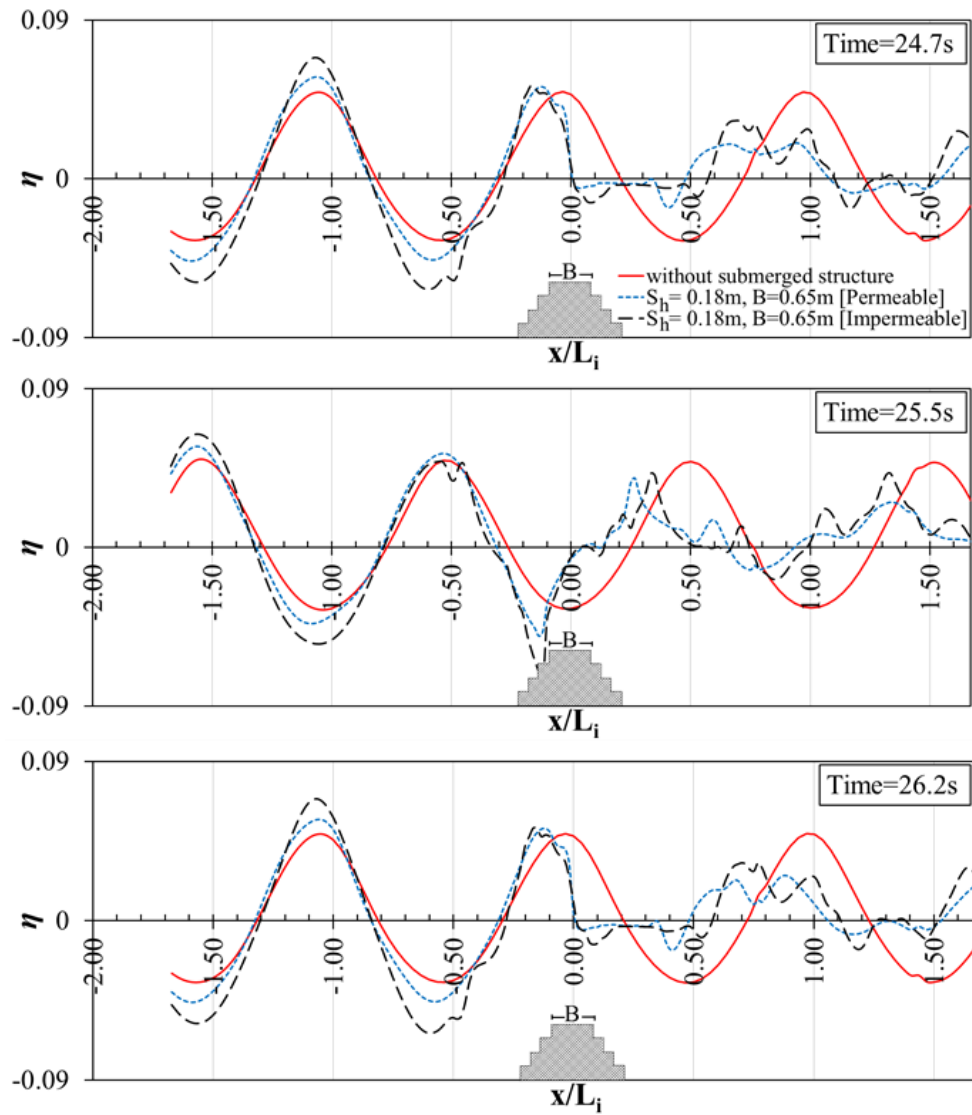 0.09
Time=24.7s
η
0
-2.00
-1.50
-1.00
-0.50
0.00
0.50
1.00
1.50
B
without submerged structure
Sh= 0.18m, B=0.65m [Permeable]
Sh= 0.18m, B=0.65m [Impermeable]
-0.09
x/Li
0.09
Time=25.5s
η
0
-2.00
-1.50
-1.00
-0.50
0.00
0.50
1.00
1.50
B
-0.09
x/Li
0.09
Time=26.2s
η
0
-2.00
-1.50
-1.00
-0.50
0.00
0.50
1.00
1.50
B
-0.09
x/Li